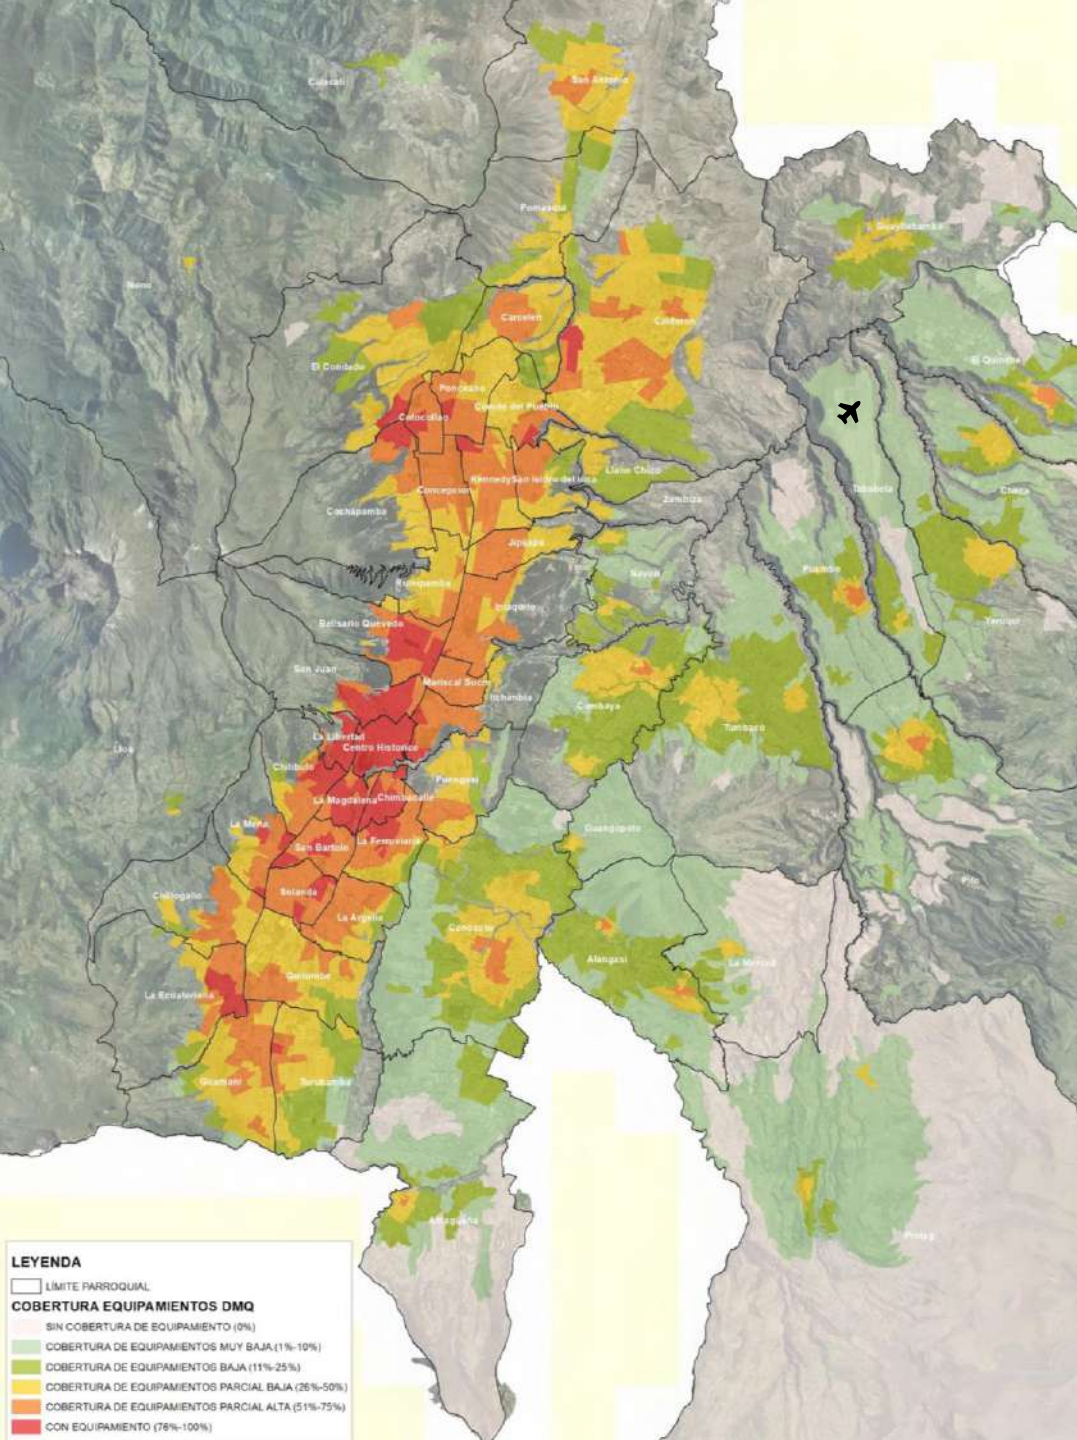 Calacalí
San Antonio
Pomasqui
Guayllabamba
Nono
Carcelén
Calderón
El Condado
El Quinche
Ponceano
Cotocollao
Comité del Pueblo
Llano Chico
Kennedy
San Isidro del Inca
Concepción
Tababela
Checa
Zambiza
Cochapamba
Jipijapa
Puembo
Nayón
Rumipamba
Iñaquito
Belisario Quevedo
Yaruquí
San Juan
Mariscal Sucre
Itchimbía
Cumbayá
Tumbaco
La Libertad
Centro Histórico
Lloa
Chilibulo
Puengasí
La Magdalena
Chimbacalle
La Mena
Guangopolo
San Bartolo
La Ferroviaria
Pifo
Chillogallo
Solanda
La Argelia
Conocoto
Alangasí
La Merced
Quitumbe
La Ecuatoriana
Guamaní
Turubamba
Amaguaña
Pintag
LEYENDA
LÍMITE PARROQUIAL
COBERTURA EQUIPAMIENTOS DMQ
SIN COBERTURA DE EQUIPAMIENTO (0%)
COBERTURA DE EQUIPAMIENTOS MUY BAJA (1%-10%)
COBERTURA DE EQUIPAMIENTOS BAJA (11%-25%)
COBERTURA DE EQUIPAMIENTOS PARCIAL BAJA (26%-50%)
COBERTURA DE EQUIPAMIENTOS PARCIAL ALTA (51%-75%)
CON EQUIPAMIENTO (76%-100%)